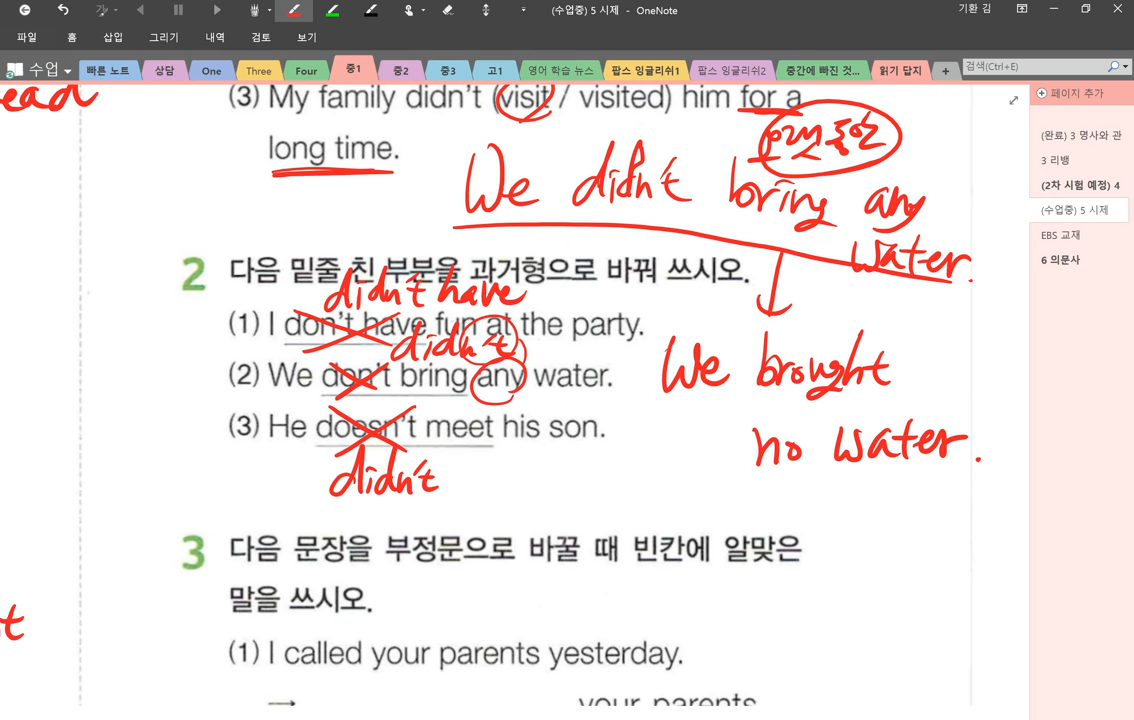 (수업중) 5 시제 - OneNote
기환 김
파일 홈 삽입 그리기 내역 검토 보기
수업 빠른 노트 상담 One Three Four 중1 중2 중3 고1 영어 학습 뉴스 팝스 잉글리쉬1 팝스 잉글리쉬2 중간에 빠진 것... 읽기 답지 +
검색(Ctrl+E)
페이지 추가
(완료) 3 명사와 관
3 리뱅
(2차 시험 예정) 4
(수업중) 5 시제
EBS 교재
6 의문사
ead
(3) My family didn't (visit / visited) him for a
long time.
오랫동안
We didn't bring any
water.
2 다음 밑줄 친 부분을 과거형으로 바꿔 쓰시오.
didn't have
(1) I don't have fun at the party.
didn't
(2) We don't bring any water.
We brought
no water.
(3) He doesn't meet his son.
didn't
3 다음 문장을 부정문으로 바꿀 때 빈칸에 알맞은
말을 쓰시오.
t
(1) I called your parents yesterday.
→ your parents